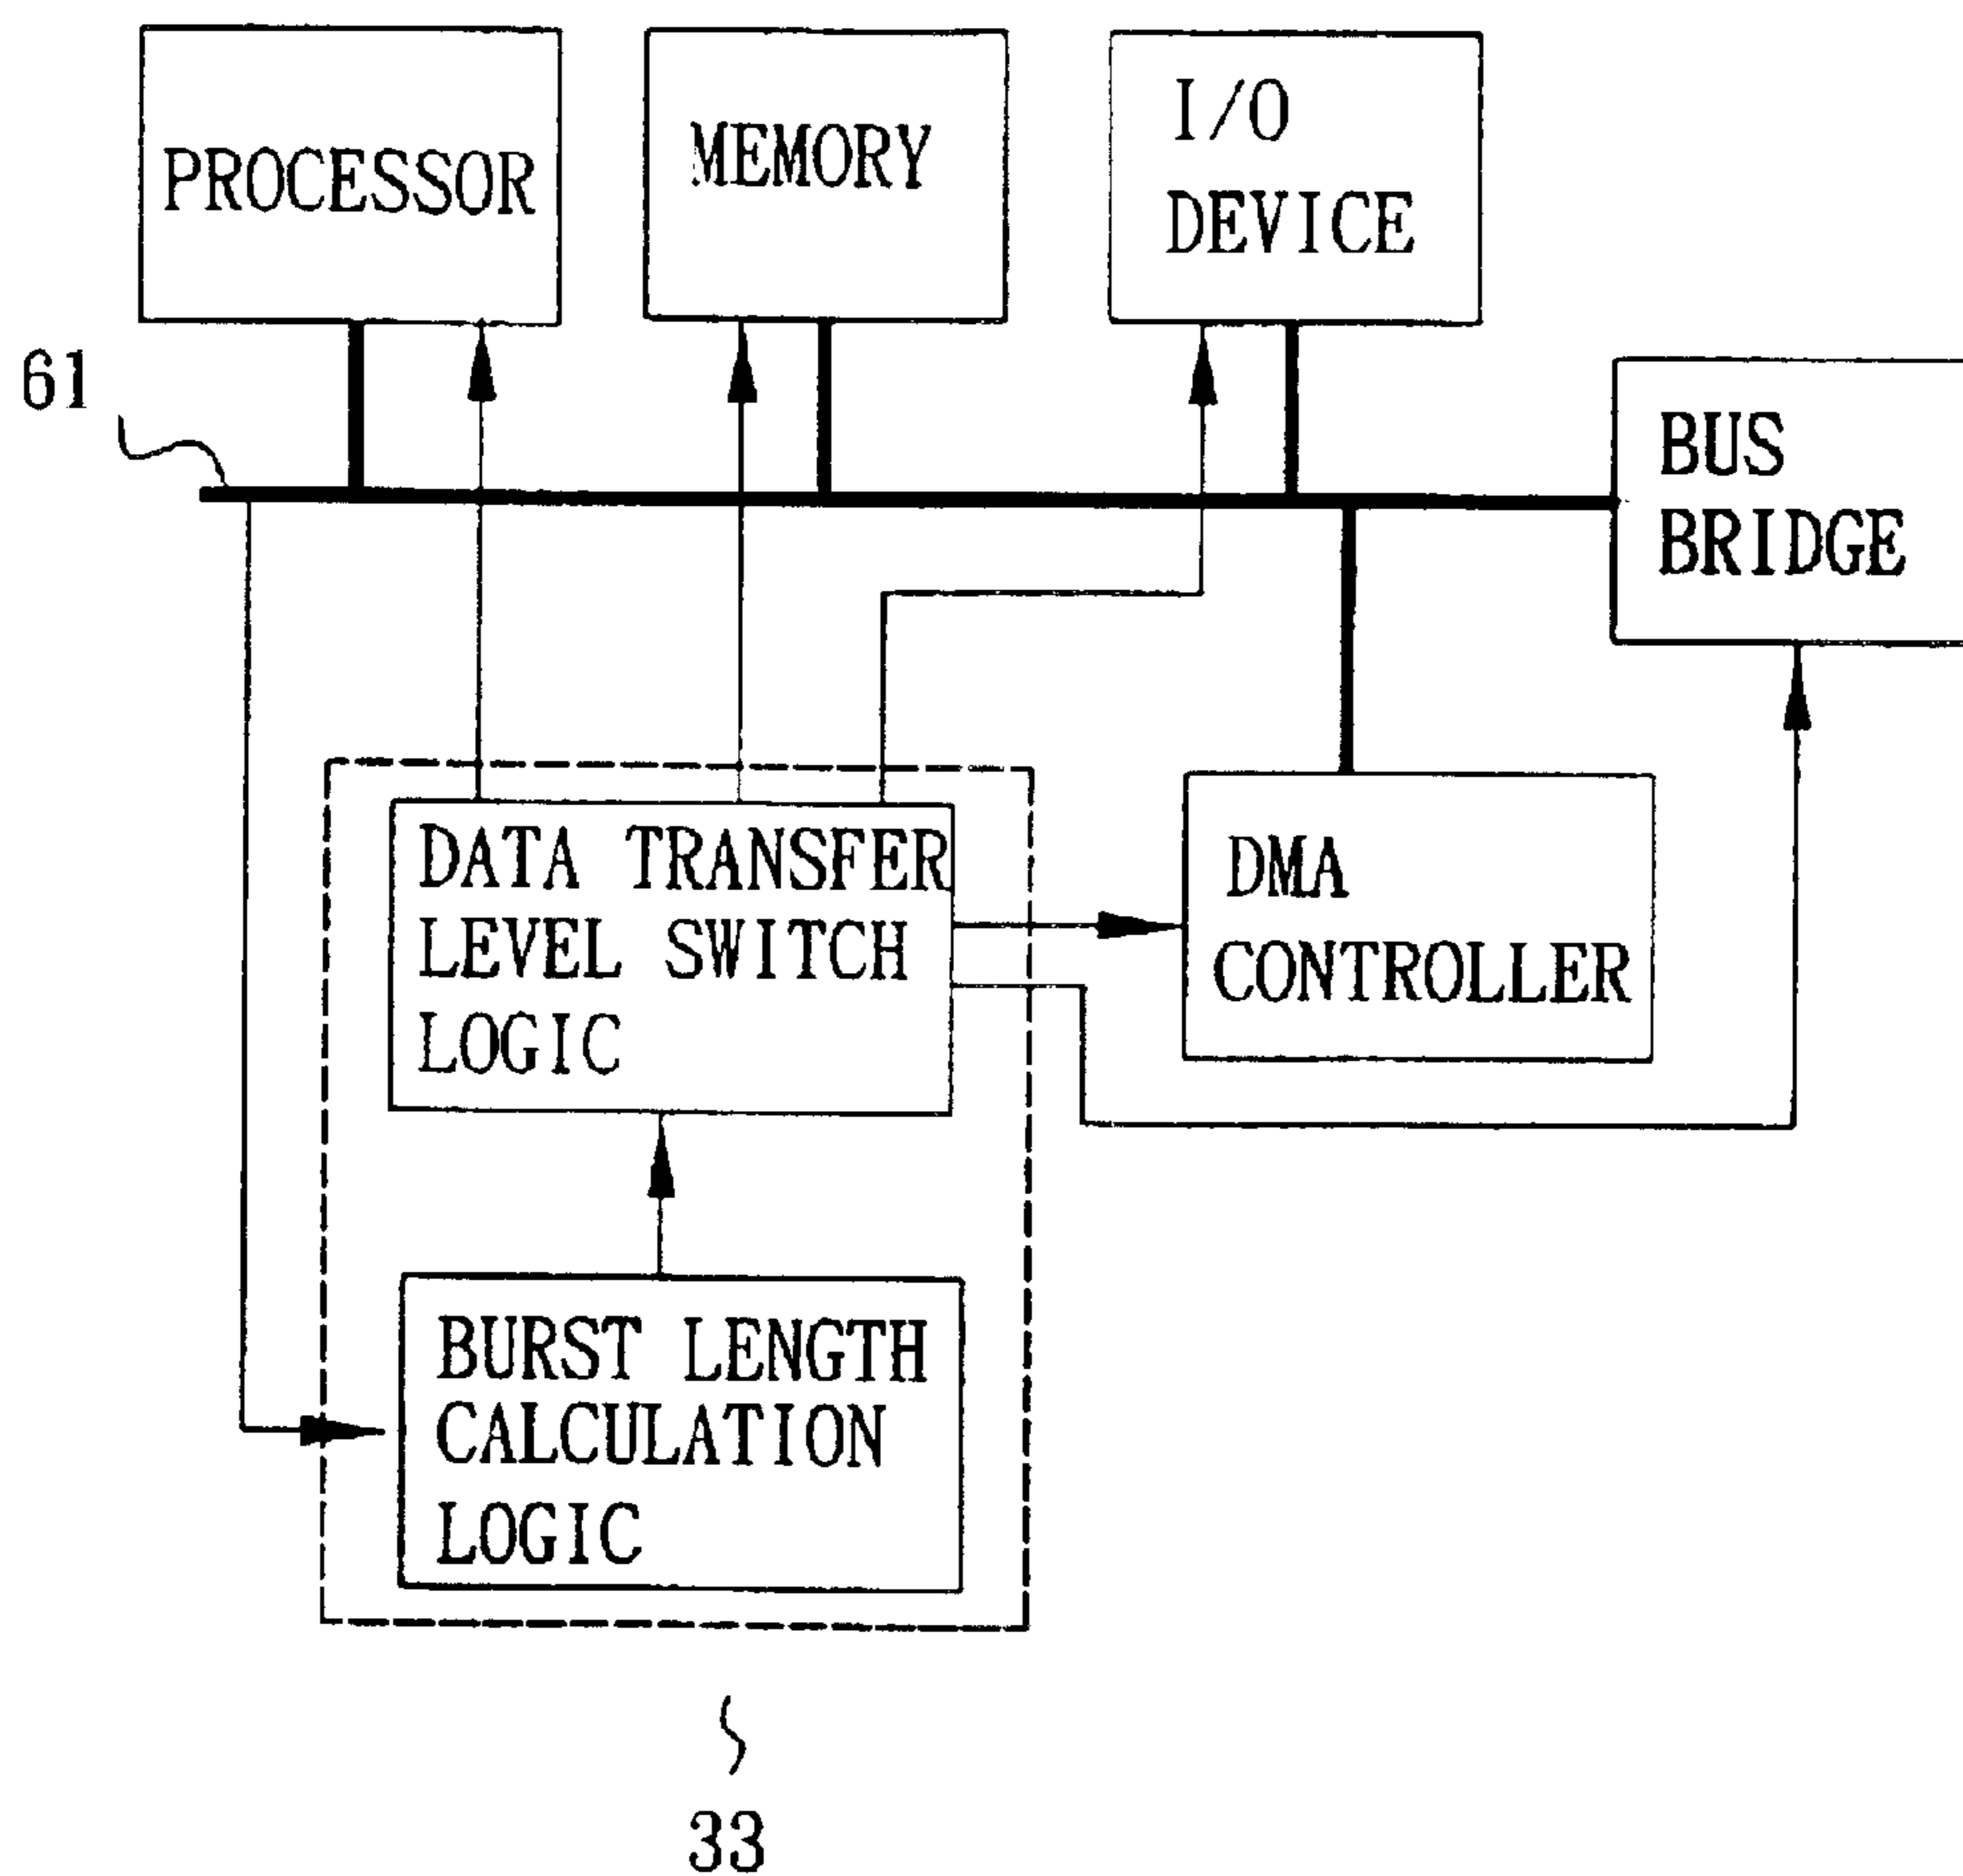 PROCESSOR
MEMORY
I/O
DEVICE
61
BUS
BRIDGE
DATA TRANSFER
LEVEL SWITCH
LOGIC
DMA
CONTROLLER
BURST LENGTH
CALCULATION
LOGIC
33